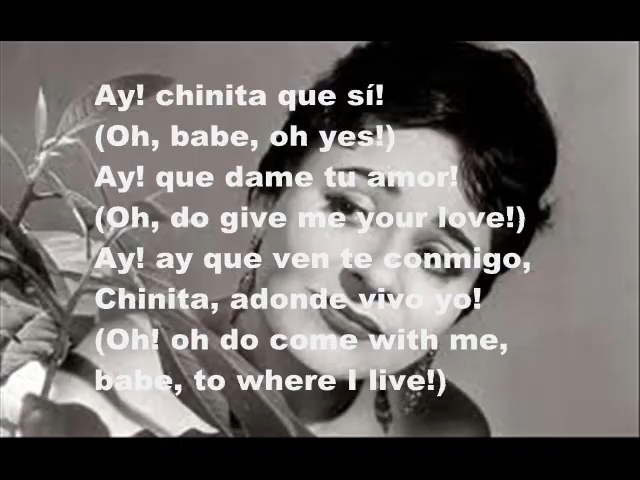 Ay! chinita que sí!
(Oh, babe, oh yes!)
Ay! que dame tu amor!
(Oh, do give me your love!)
Ay! ay que ven te conmigo,
Chinita, adonde vivo yo!
(Oh! oh do come with me,
babe, to where I live!)